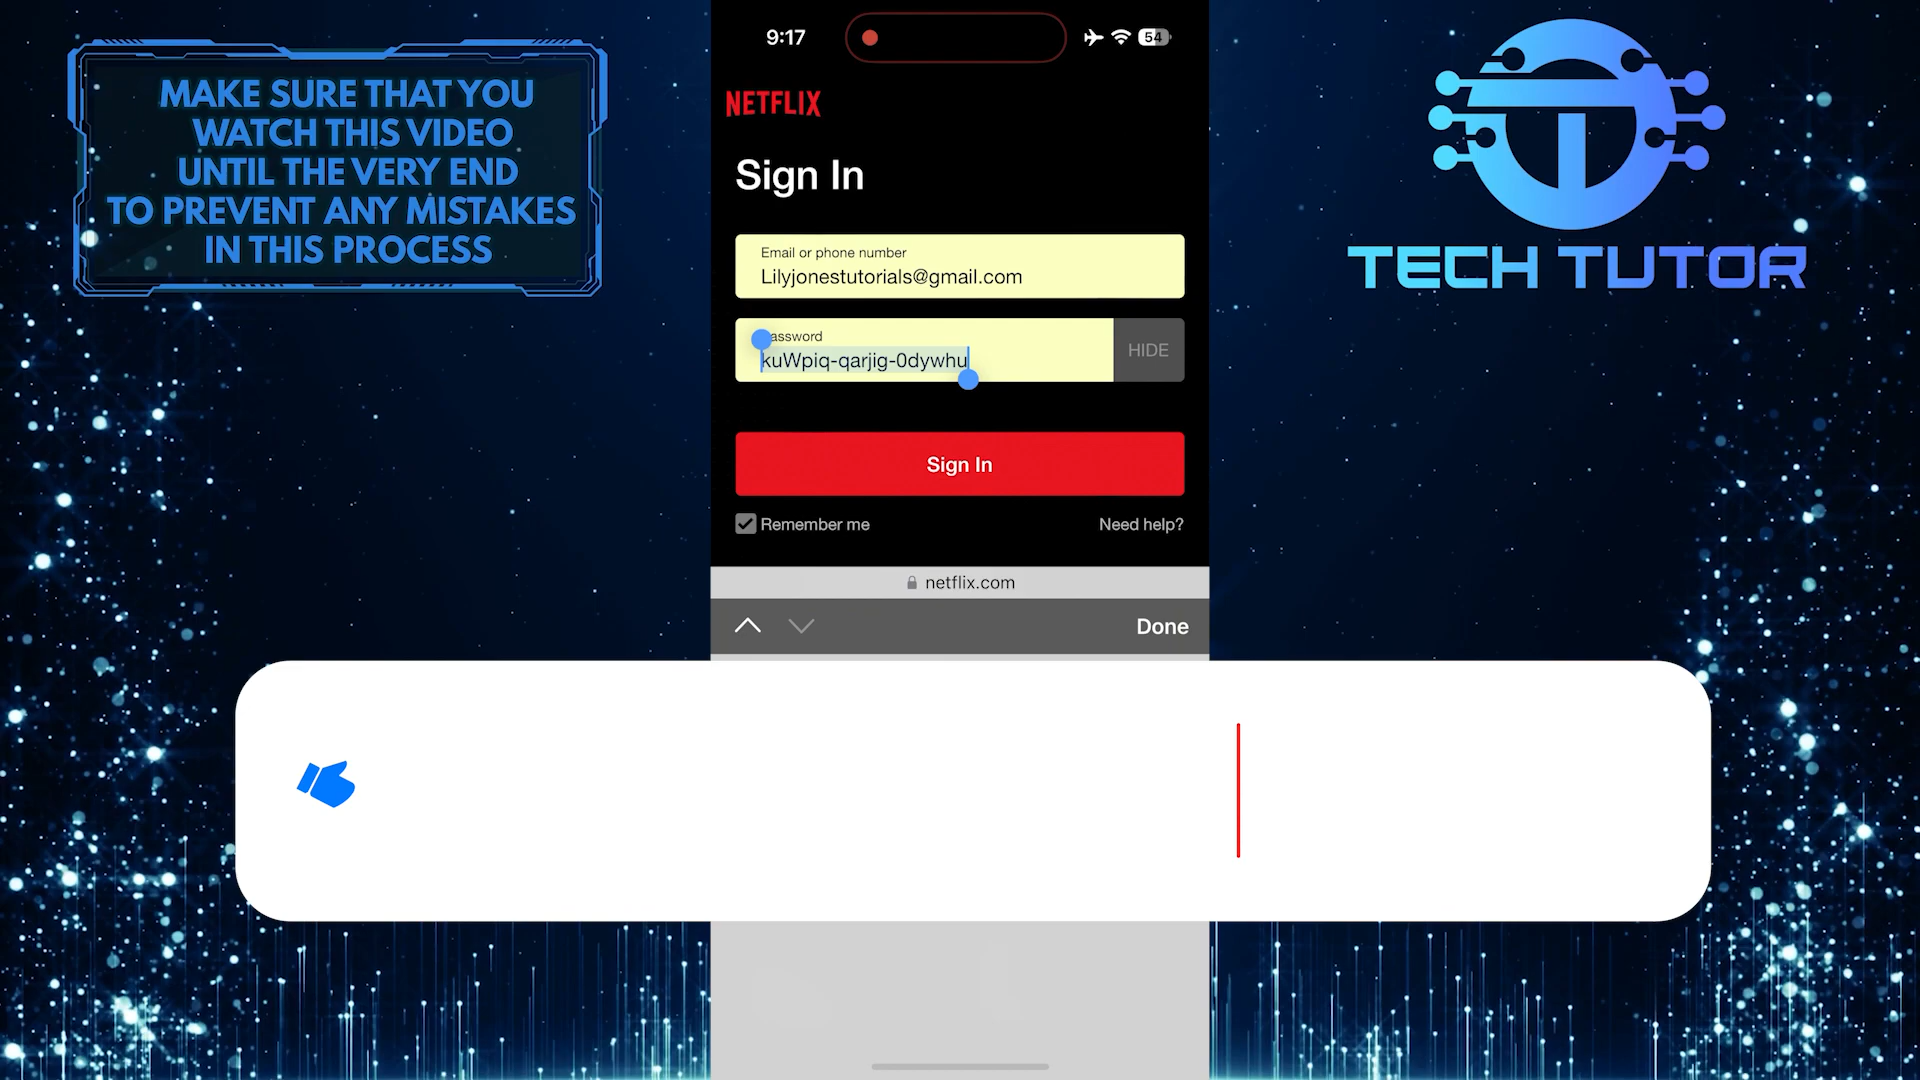 MAKE SURE THAT YOU
WATCH THIS VIDEO
UNTIL THE VERY END
TO PREVENT ANY MISTAKES
IN THIS PROCESS
9:17
54
NETFLIX
Sign In
Email or phone number
Lilyjonestutorials@gmail.com
assword
kuWpiq-qarjig-0dywhu
HIDE
Sign In
Remember me
Need help?
netflix.com
Done
TECH TUTOR